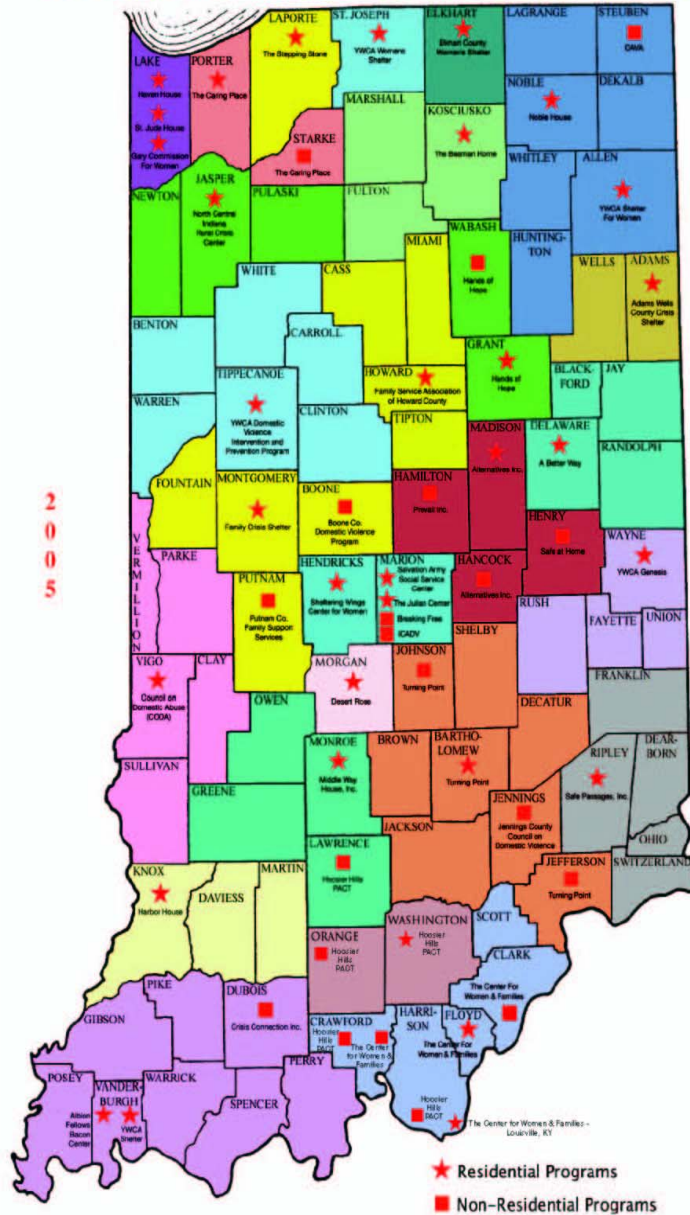 LAPORTE
The Stepping Stone
ST. JOSEPH
YWCA Womens
Shelter
ELKHART
Elkhart County
Womens Shelter
LAGRANGE
STEUBEN
CAVA
LAKE
Haven House
St. Jude House
Gary Commission
For Women
PORTER
The Caring Place
MARSHALL
NOBLE
Noble House
DEKALB
STARKE
The Caring Place
KOSCIUSKO
The Beaman Home
WHITLEY
ALLEN
YWCA Shelter
For Women
NEWTON
JASPER
North Central
Indiana
Rural Crisis
Center
PULASKI
FULTON
WABASH
Hands of
Hope
HUNTING-
TON
MIAMI
WHITE
CASS
WELLS
ADAMS
Adams Wells
County Crisis
Shelter
BENTON
CARROLL
GRANT
Hands of
Hope
BLACK-
FORD
JAY
WARREN
TIPPECANOE
YWCA Domestic
Violence
Intervention and
Prevention Program
HOWARD
Family Service Association
of Howard County
CLINTON
TIPTON
MADISON
Alternatives Inc.
DELAWARE
A Better Way
RANDOLPH
FOUNTAIN
MONTGOMERY
Family Crisis Shelter
BOONE
Boone Co.
Domestic Violence
Program
HAMILTON
Prevail Inc.
HENRY
Safe at Home
WAYNE
YWCA Genesis
2
0
0
5
VERMILLION
PARKE
PUTNAM
Putnam Co.
Family Support
Services
HENDRICKS
Sheltering Wings
Center for Women
MARION
Salvation Army
Social Service
Center
The Julian Center
Breaking Free
ICADV
HANCOCK
Alternatives Inc.
RUSH
FAYETTE
UNION
SHELBY
VIGO
Council on
Domestic Abuse
(CODA)
CLAY
MORGAN
Desert Rose
JOHNSON
Turning Point
FRANKLIN
OWEN
DECATUR
SULLIVAN
MONROE
Middle Way
House, Inc.
BROWN
BARTHO-
LOMEW
Turning Point
RIPLEY
Safe Passages, Inc.
DEAR-
BORN
GREENE
JENNINGS
Jennings County
Council on
Domestic Violence
JACKSON
OHIO
LAWRENCE
Hoosier Hills
PACT
JEFFERSON
Turning Point
SWITZERLAND
KNOX
Harbor House
DAVIESS
MARTIN
ORANGE
Hoosier
Hills
PACT
WASHINGTON
Hoosier
Hills
PACT
SCOTT
CLARK
The Center For
Women & Families
PIKE
DUBOIS
Crisis Connection Inc.
GIBSON
CRAWFORD
Hoosier
Hills
PACT
The Center
for Women &
Families
HARRI-
SON
FLOYD
The Center For
Women & Families
POSEY
VANDER-
BURGH
Albion
Fellows
Bacon
Center
YWCA
Shelter
WARRICK
SPENCER
PERRY
Hoosier
Hills
PACT
The Center for Women & Families -
Louisville, KY
Residential Programs
Non-Residential Programs